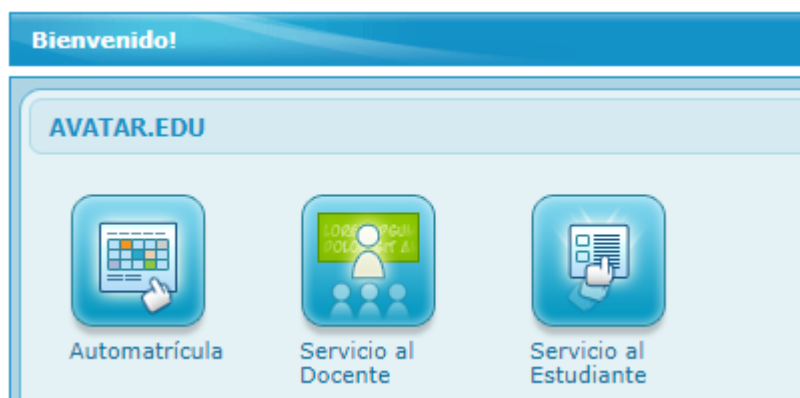 Bienvenido!
AVATAR.EDU
Automatrícula
Servicio al
Docente
Servicio al
Estudiante